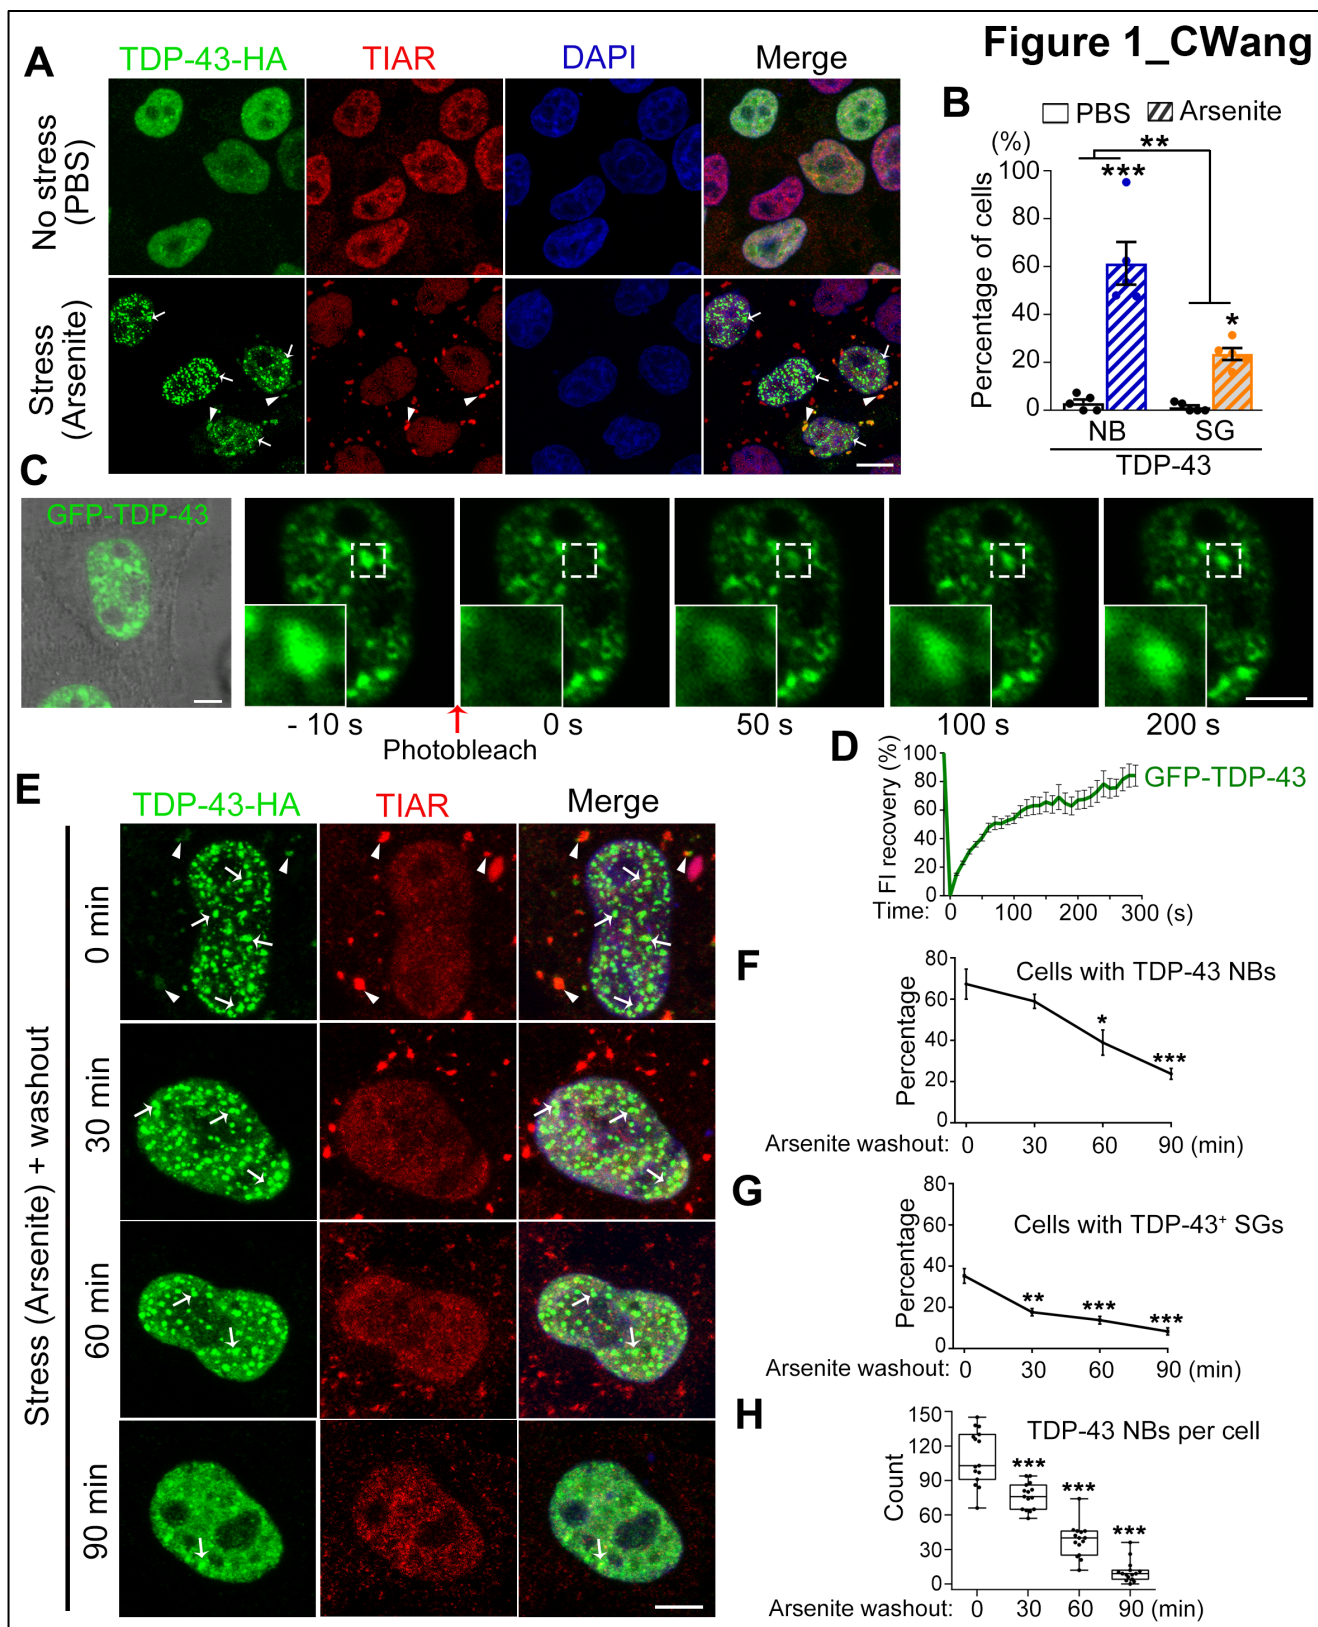 Figure 1_CWang
A
TDP-43-HA TIAR DAPI Merge
No stress
(PBS)
Stress
(Arsenite)
B
PBS Arsenite
(%)
Percentage of cells
100
80
60
40
20
0
**
***
*
NB SG
TDP-43
C
GFP-TDP-43
- 10 s 0 s 50 s 100 s 200 s
Photobleach
D
FI recovery (%)
100
80
60
40
20
0
GFP-TDP-43
Time: 0 100 200 300 (s)
E
TDP-43-HA TIAR Merge
Stress (Arsenite) + washout
0 min
30 min
60 min
90 min
F
Cells with TDP-43 NBs
Percentage
80
60
40
20
0
*
***
Arsenite washout: 0 30 60 90 (min)
G
Cells with TDP-43⁺ SGs
Percentage
80
60
40
20
0
**
***
***
Arsenite washout: 0 30 60 90 (min)
H
TDP-43 NBs per cell
Count
150
120
90
60
30
0
***
***
***
Arsenite washout: 0 30 60 90 (min)